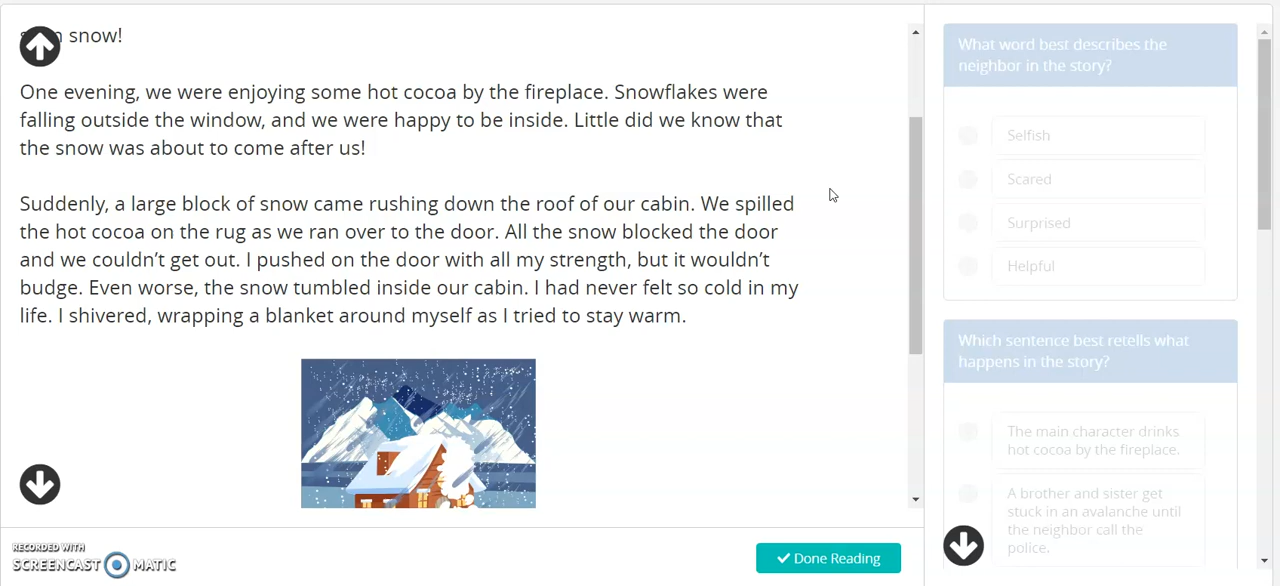 snow!
One evening, we were enjoying some hot cocoa by the fireplace. Snowflakes were
falling outside the window, and we were happy to be inside. Little did we know that
the snow was about to come after us!
Suddenly, a large block of snow came rushing down the roof of our cabin. We spilled
the hot cocoa on the rug as we ran over to the door. All the snow blocked the door
and we couldn’t get out. I pushed on the door with all my strength, but it wouldn’t
budge. Even worse, the snow tumbled inside our cabin. I had never felt so cold in my
life. I shivered, wrapping a blanket around myself as I tried to stay warm.
Done Reading
RECORDED WITH
SCREENCAST MATIC
What word best describes the
neighbor in the story?
Selfish
Scared
Surprised
Helpful
Which sentence best retells what
happens in the story?
The main character drinks
hot cocoa by the fireplace.
A brother and sister get
stuck in an avalanche until
the neighbor call the
police.